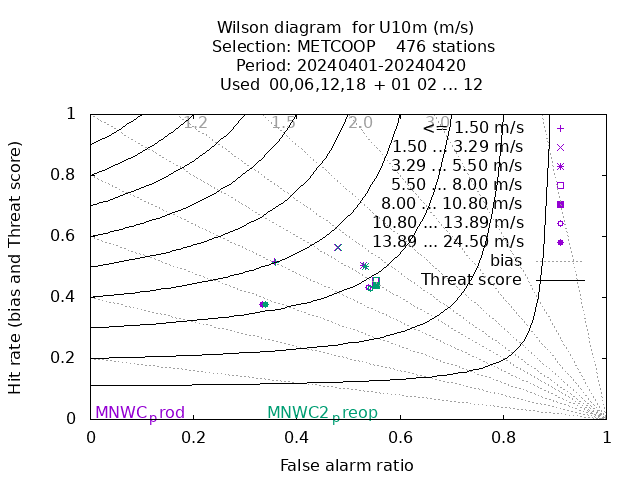 Wilson diagram  for U10m (m/s)
Selection: METCOOP    476 stations
Period: 20240401-20240420
Used  00,06,12,18  + 01 02 ... 12
1.2 1.5 2.0 3.0
<= 1.50 m/s
1.50 ... 3.29 m/s
3.29 ... 5.50 m/s
5.50 ... 8.00 m/s
8.00 ... 10.80 m/s
10.80 ... 13.89 m/s
13.89 ... 24.50 m/s
bias
Threat score
1
0.8
0.6
0.4
0.2
0
Hit rate (bias and Threat score)
MNWC_prod MNWC2_preop
0 0.2 0.4 0.6 0.8 1
False alarm ratio